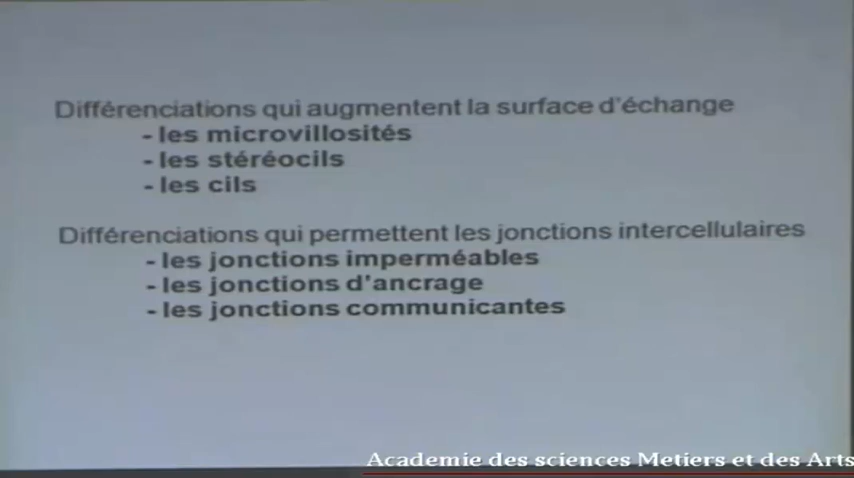 Différenciations qui augmentent la surface d'échange
- les microvillosités
- les stéréocils
- les cils
Différenciations qui permettent les jonctions intercellulaires
- les jonctions imperméables
- les jonctions d'ancrage
- les jonctions communicantes
Academie des sciences Metiers et des Arts